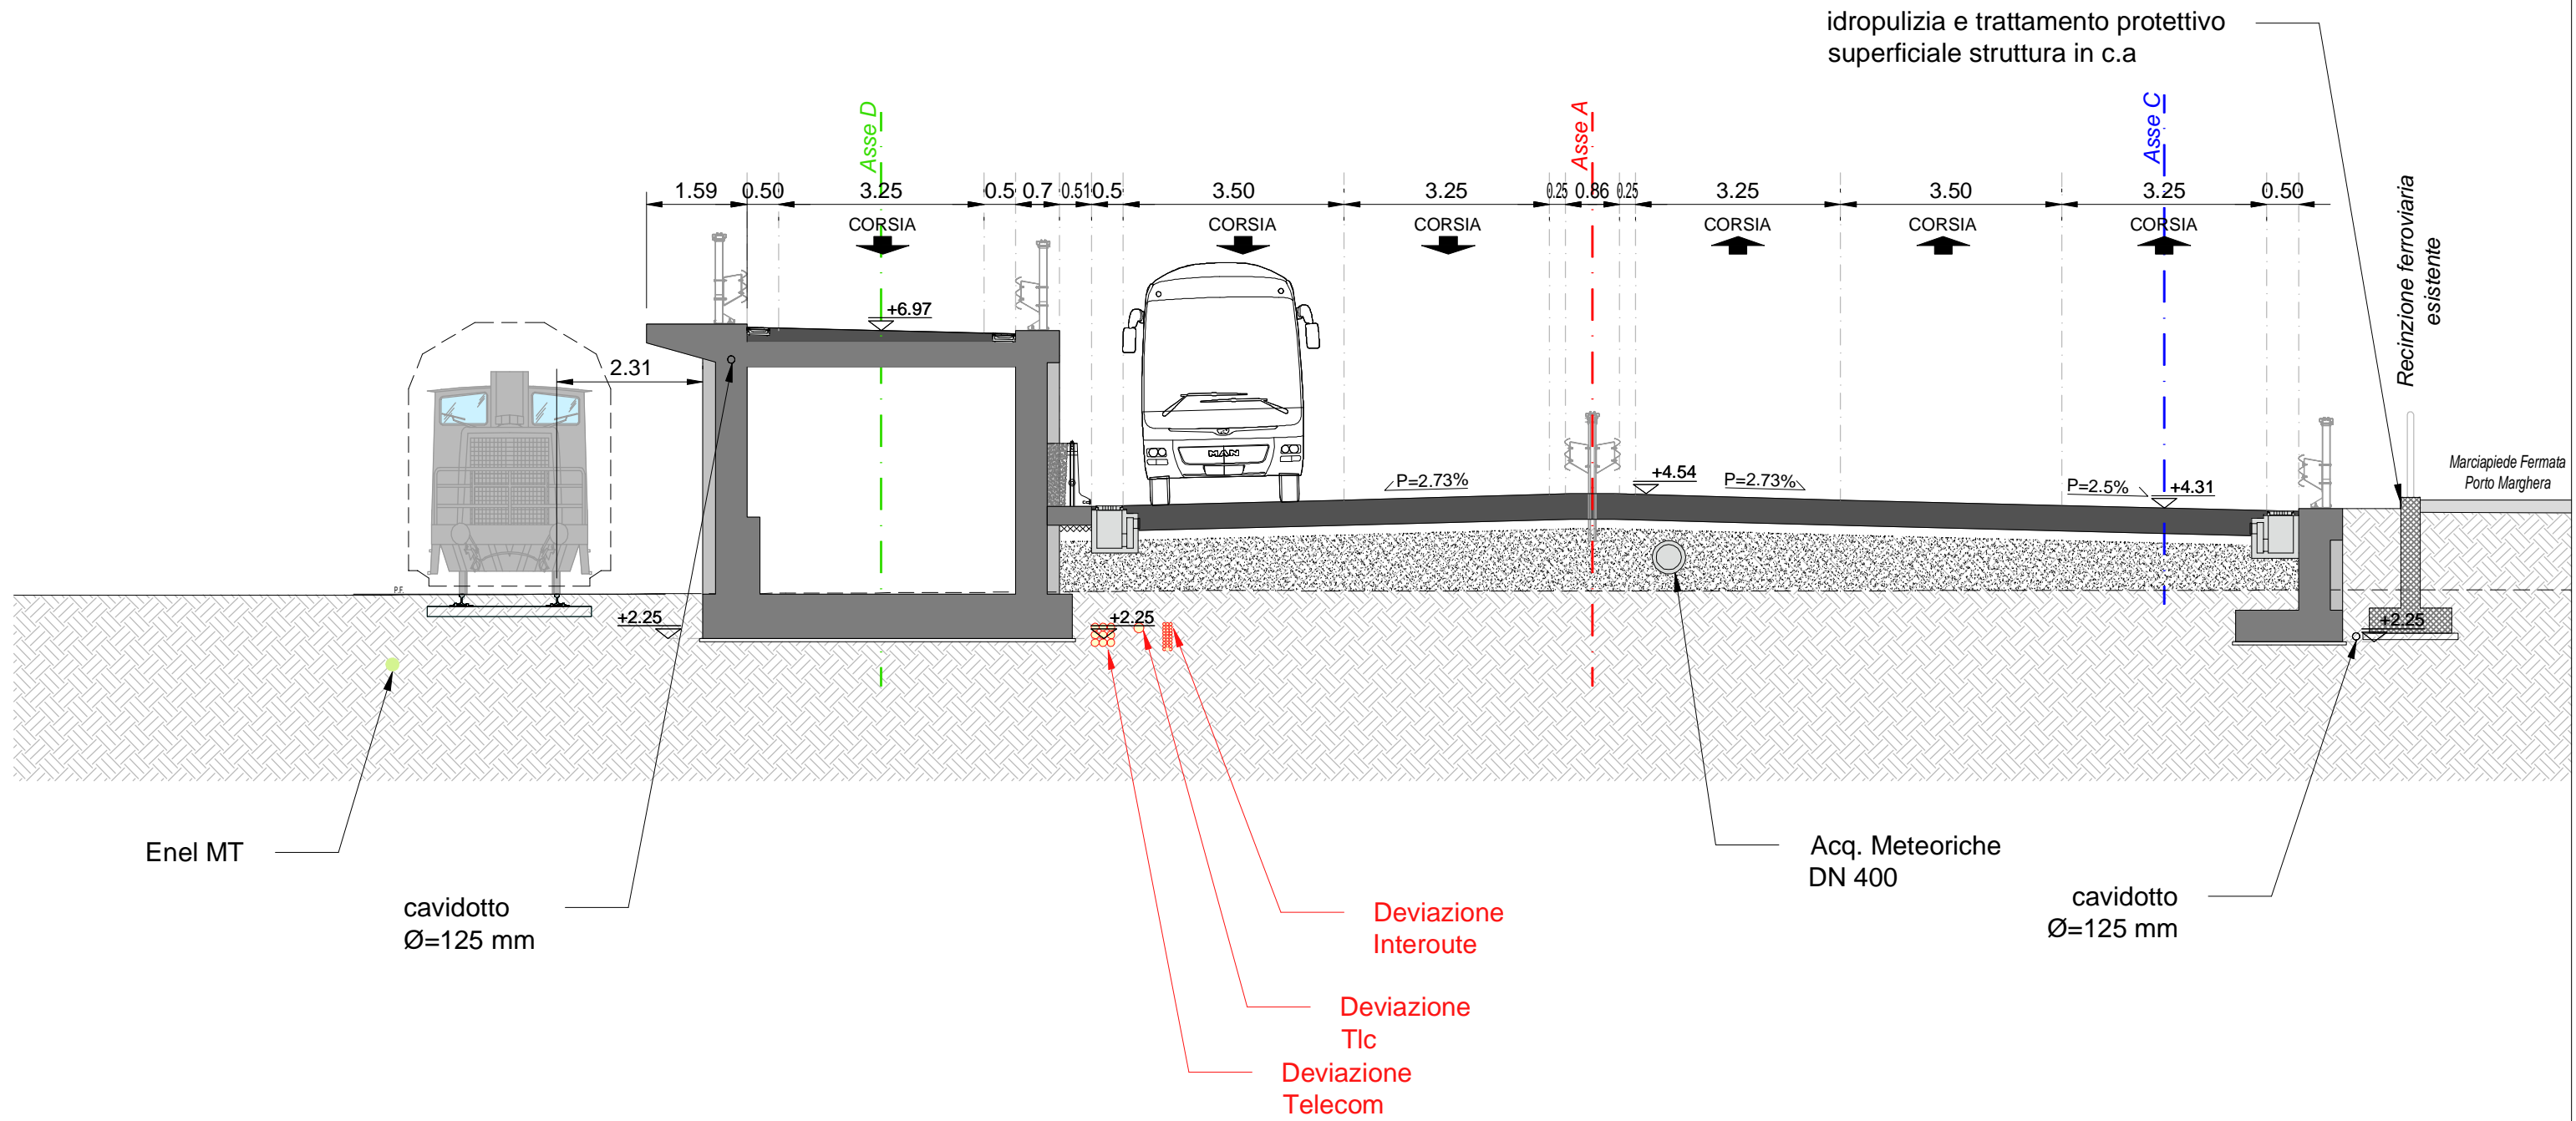 idropulizia e trattamento protettivo
superficiale struttura in c.a
Asse D
Asse A
Asse C
1.59 0.50 3.25 0.5 0.7 0.51 0.5 3.50 3.25 0.25 0.86 0.25 3.25 3.50 3.25 0.50
CORSIA CORSIA CORSIA CORSIA CORSIA CORSIA
Recinzione ferroviaria
esistente
+6.97
2.31
MAN
P=2.73%
+4.54
P=2.73%
P=2.5%
+4.31
Marciapiede Fermata
Porto Marghera
P.F.
+2.25
+2.25
+2.25
Enel MT
cavidotto
Ø=125 mm
Deviazione
Interoute
Deviazione
Tlc
Deviazione
Telecom
Acq. Meteoriche
DN 400
cavidotto
Ø=125 mm